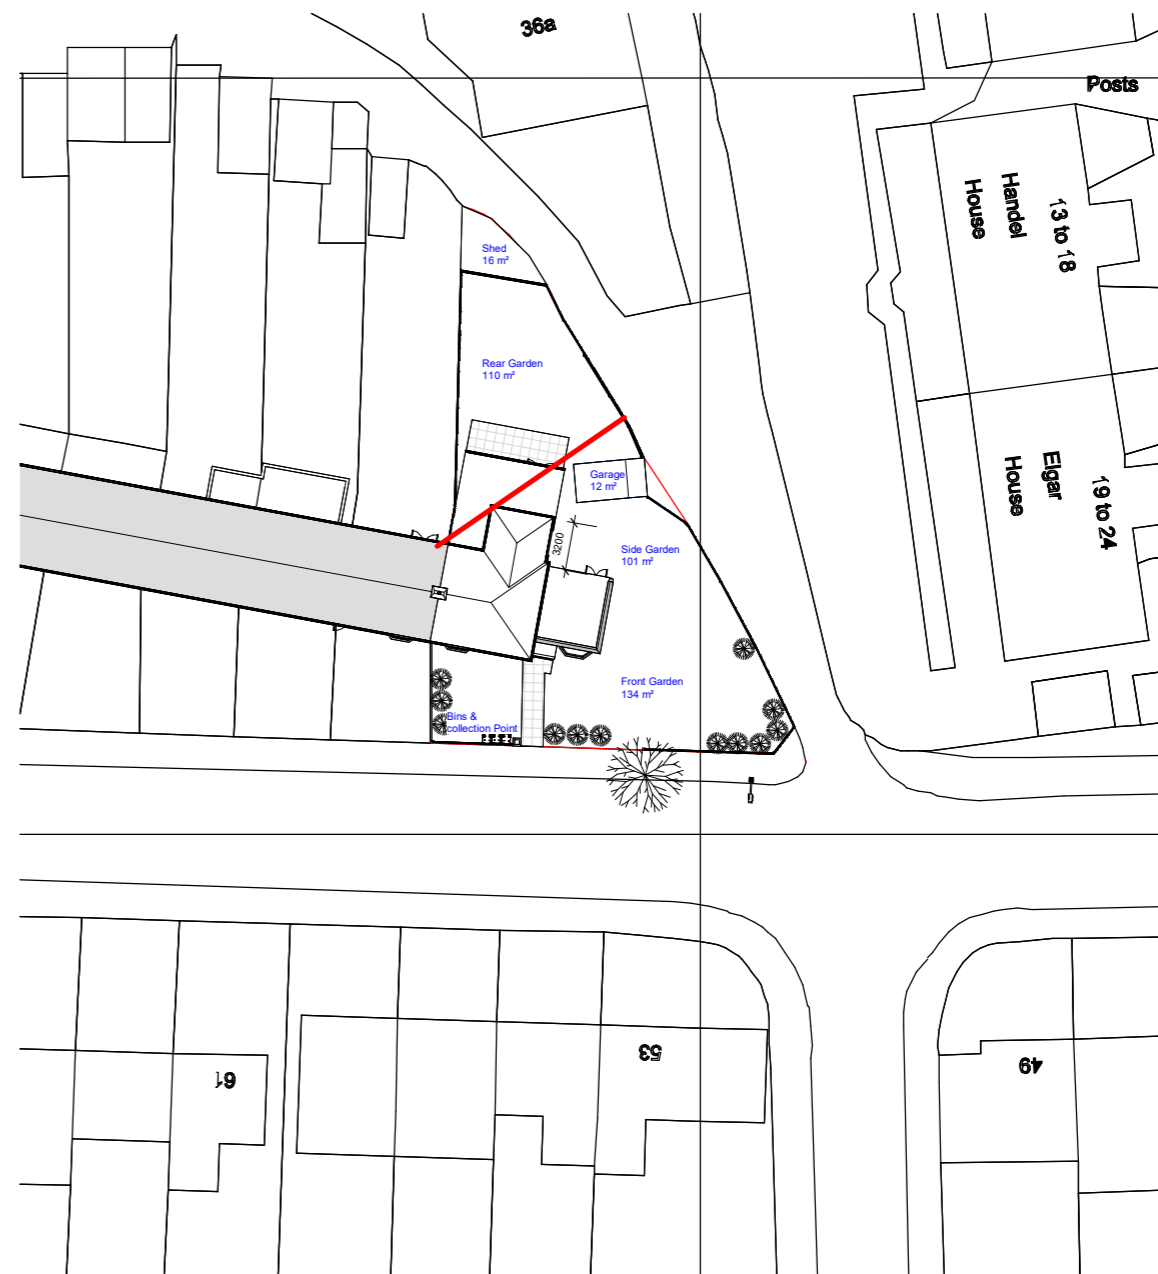 36a
Posts
Handel
House
13 to 18
Shed
16 m²
Rear Garden
110 m²
Garage
12 m²
Elgar
House
19 to 24
3200
Side Garden
101 m²
Front Garden
134 m²
Bins &
collection Point
61
53
49